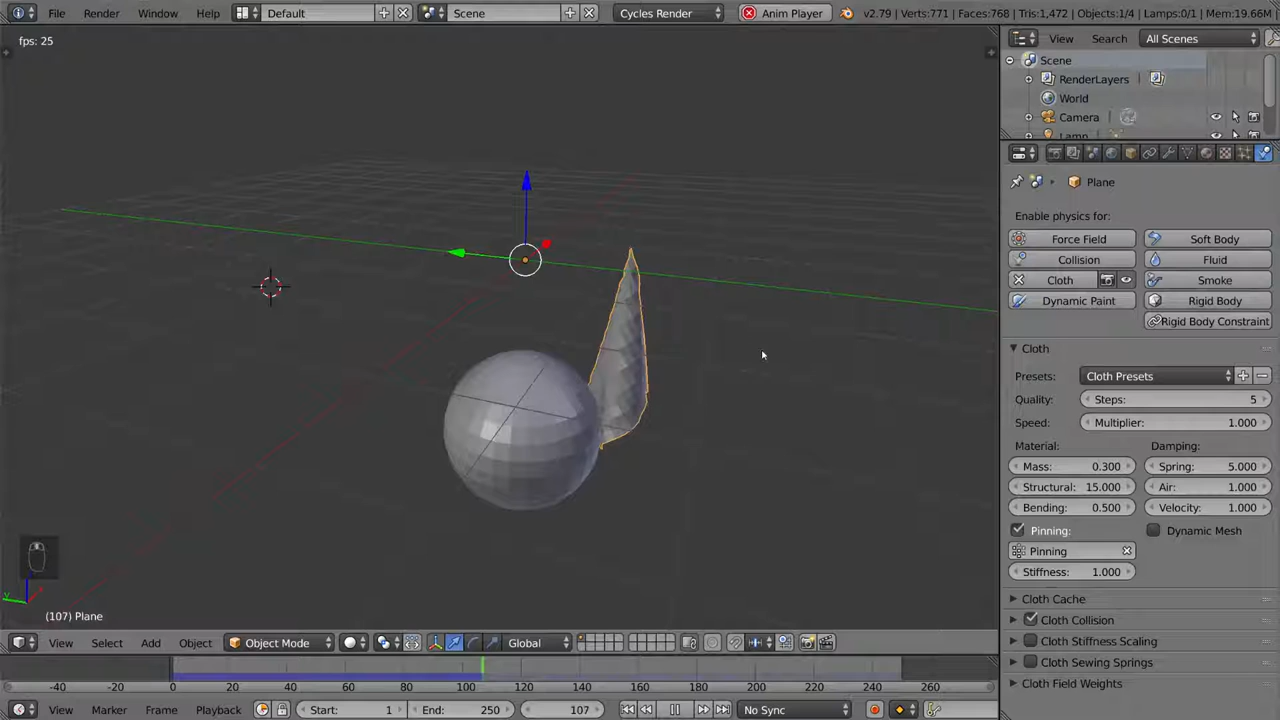 File Render Window Help Default Scene Cycles Render Anim Player v2.79 | Verts:771 | Faces:768 | Tris:1,472 | Objects:1/4 | Lamps:0/1 | Mem:19.66M
fps: 25
View Search All Scenes
Scene
RenderLayers
World
Camera
Lamp
Plane
Enable physics for:
Force Field Soft Body
Collision Fluid
Cloth Smoke
Dynamic Paint Rigid Body
Rigid Body Constraint
Cloth
Presets: Cloth Presets
Quality: Steps: 5
Speed: Multiplier: 1.000
Material: Damping:
Mass: 0.300 Spring: 5.000
Structural: 15.000 Air: 1.000
Bending: 0.500 Velocity: 1.000
Pinning: Dynamic Mesh
Pinning
Stiffness: 1.000
Cloth Cache
Cloth Collision
Cloth Stiffness Scaling
Cloth Sewing Springs
Cloth Field Weights
(107) Plane
View Select Add Object Object Mode Global
-40 -20 0 20 40 60 80 100 120 140 160 180 200 220 240 260
View Marker Frame Playback Start: 1 End: 250 107 No Sync